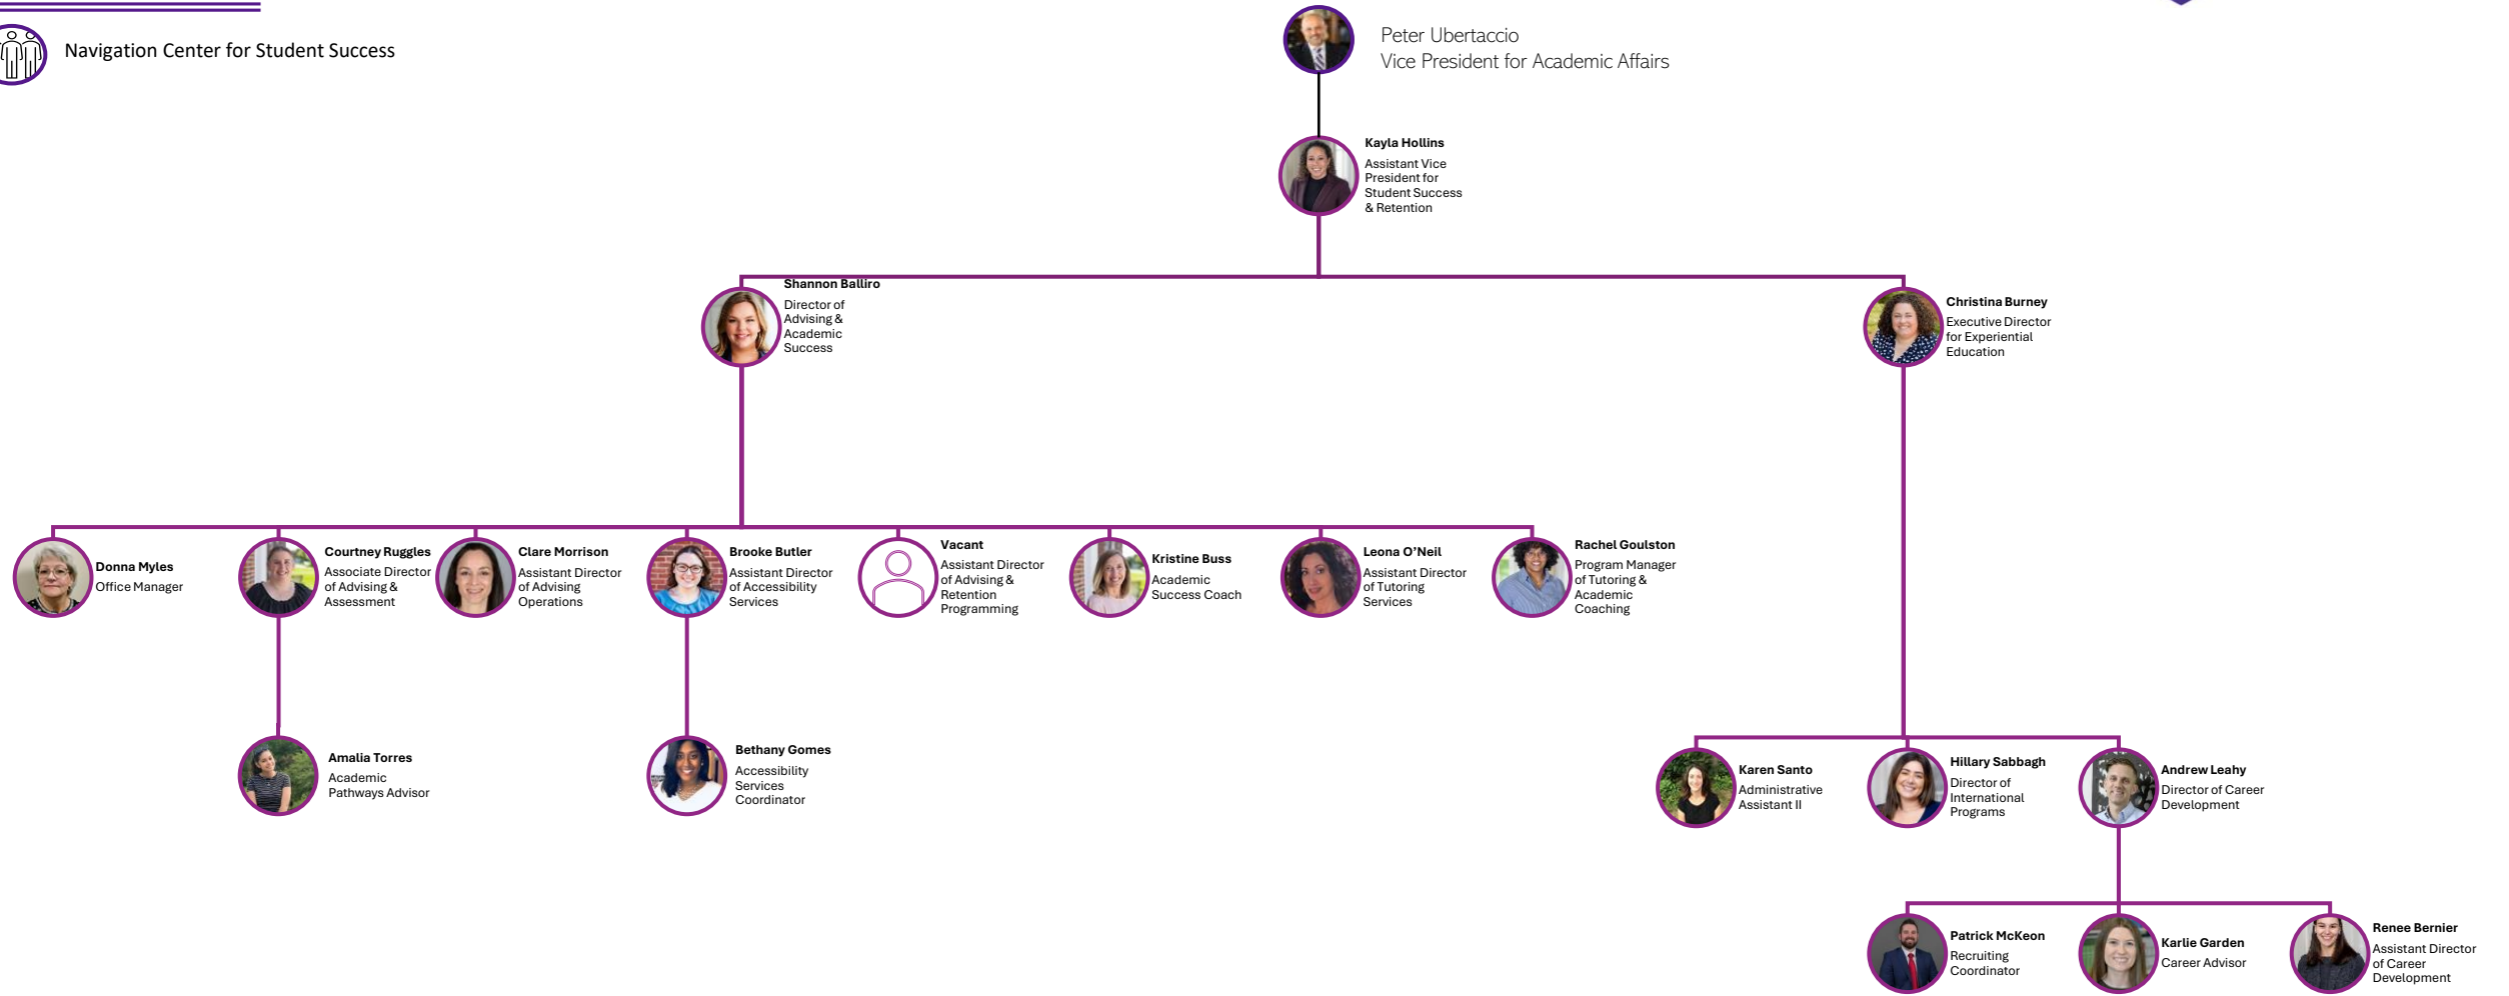 Navigation Center for Student Success
Peter Ubertaccio
Vice President for Academic Affairs
Kayla Hollins
Assistant Vice
President for
Student Success
& Retention
Shannon Balliro
Director of
Advising &
Academic
Success
Christina Burney
Executive Director
for Experiential
Education
Donna Myles
Office Manager
Courtney Ruggles
Associate Director
of Advising &
Assessment
Clare Morrison
Assistant Director
of Advising
Operations
Brooke Butler
Assistant Director
of Accessibility
Services
Vacant
Assistant Director
of Advising &
Retention
Programming
Kristine Buss
Academic
Success Coach
Leona O’Neil
Assistant Director
of Tutoring
Services
Rachel Goulston
Program Manager
of Tutoring &
Academic
Coaching
Amalia Torres
Academic
Pathways Advisor
Bethany Gomes
Accessibility
Services
Coordinator
Karen Santo
Administrative
Assistant II
Hillary Sabbagh
Director of
International
Programs
Andrew Leahy
Director of Career
Development
Patrick McKeon
Recruiting
Coordinator
Karlie Garden
Career Advisor
Renee Bernier
Assistant Director
of Career
Development